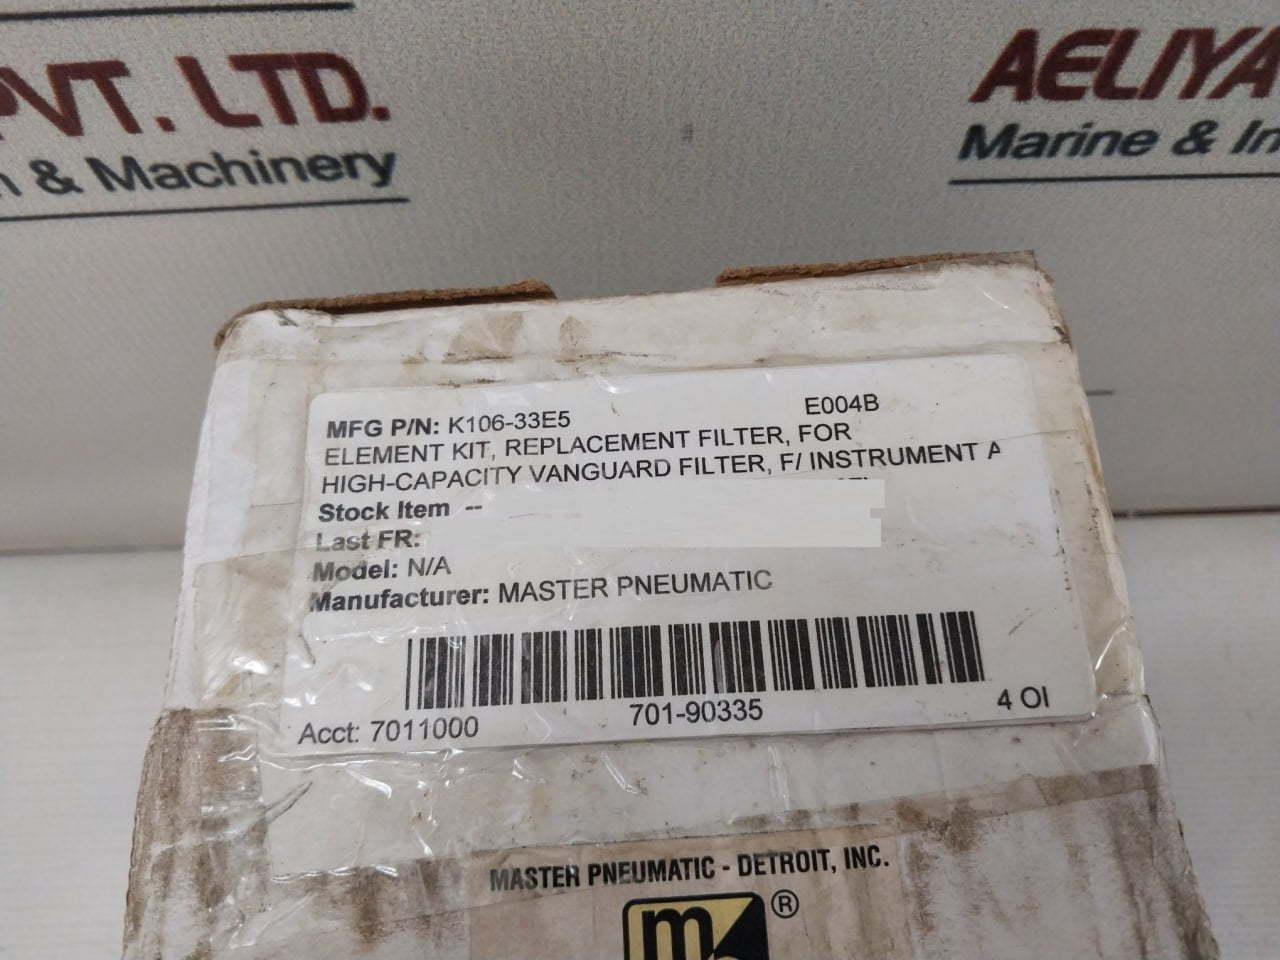 PVT. LTD.
& Machinery
AELIYA
Marine & In
MFG P/N: K106-33E5
E004B
ELEMENT KIT, REPLACEMENT FILTER, FOR
HIGH-CAPACITY VANGUARD FILTER, F/ INSTRUMENT A
Stock Item --
Last FR:
Model: N/A
Manufacturer: MASTER PNEUMATIC
Acct: 7011000
701-90335
4 OI
MASTER PNEUMATIC - DETROIT, INC.
®